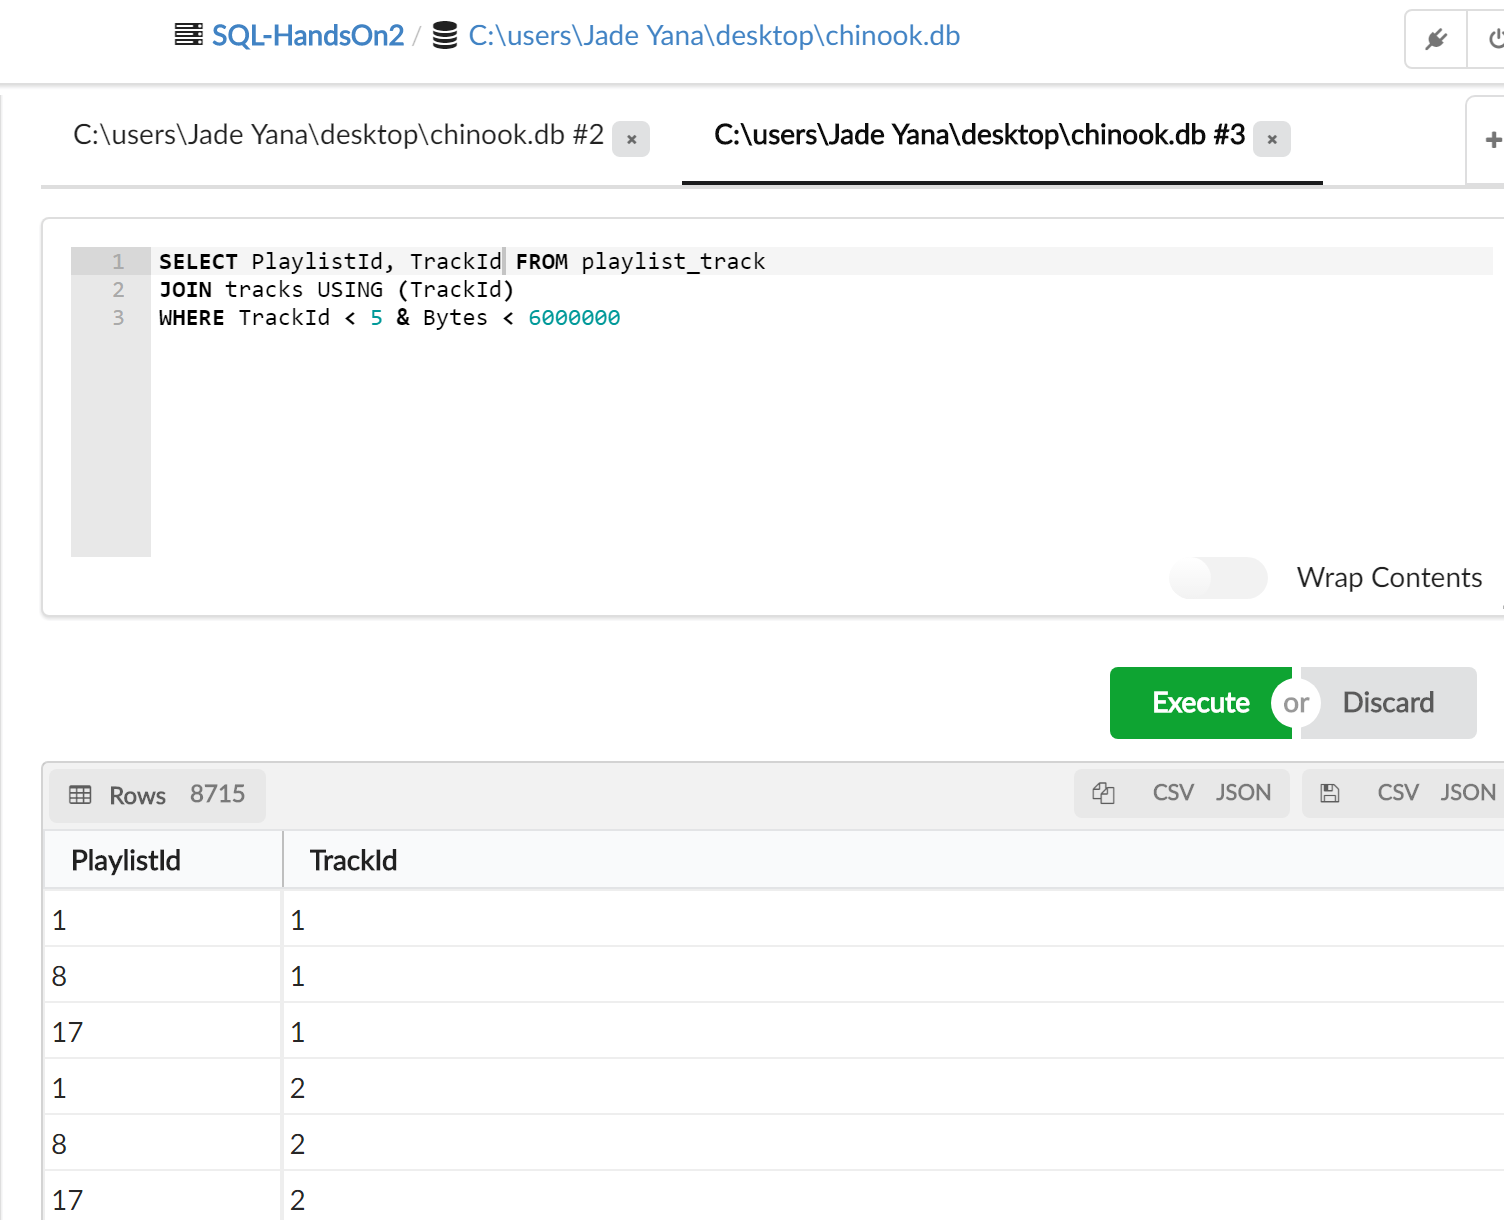 SQL-HandsOn2 / C:\users\Jade Yana\desktop\chinook.db
C:\users\Jade Yana\desktop\chinook.db #2 × C:\users\Jade Yana\desktop\chinook.db #3 × +
1 SELECT PlaylistId, TrackId FROM playlist_track
2 JOIN tracks USING (TrackId)
3 WHERE TrackId < 5 & Bytes < 6000000
Wrap Contents
Execute or Discard
Rows 8715 CSV JSON CSV JSON
PlaylistId TrackId
1 1
8 1
17 1
1 2
8 2
17 2